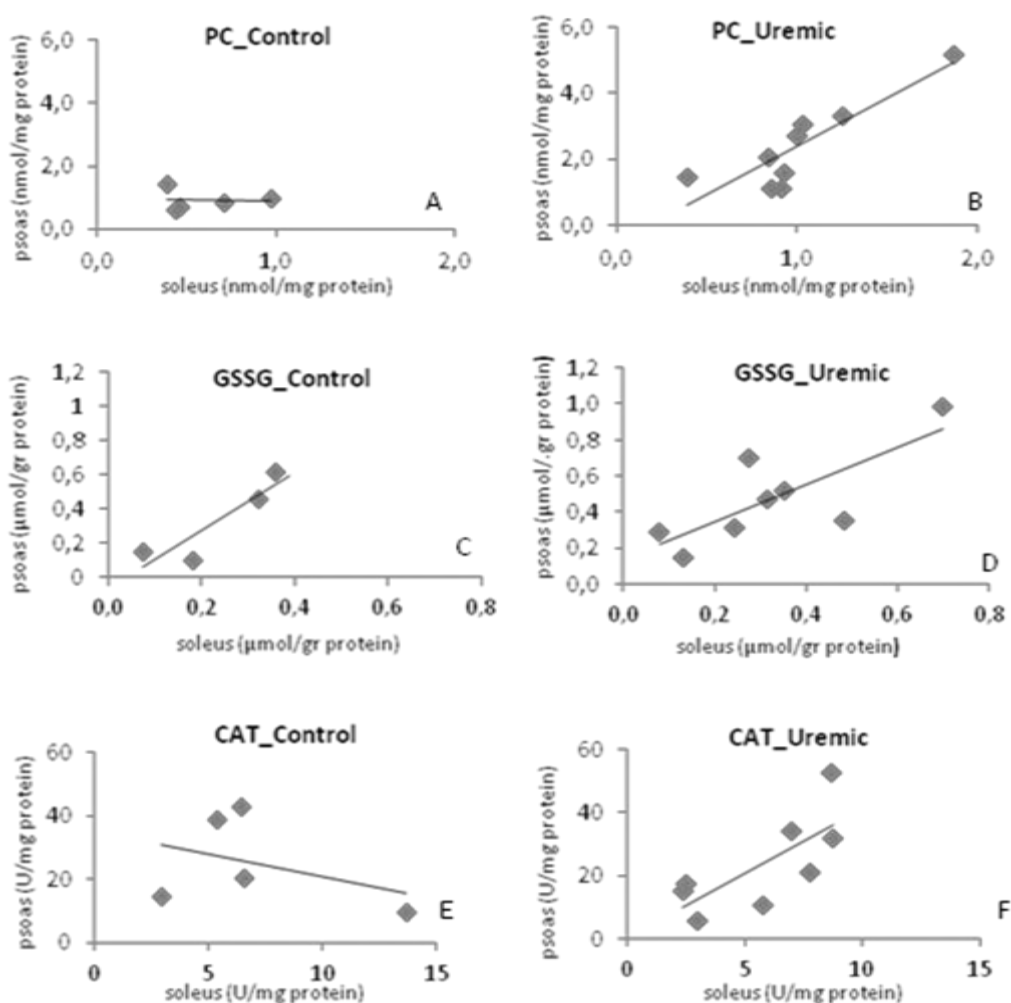 PC_Control
6,0
4,0
2,0
0,0
psoas (nmol/mg protein)
A
0,0
1,0
2,0
soleus (nmol/mg protein)
PC_Uremic
6,0
4,0
2,0
0,0
psoas (nmol/mg protein)
B
0,0
1,0
2,0
soleus (nmol/mg protein)
GSSG_Control
1,2
1
0,8
0,6
0,4
0,2
0
psoas (µmol/gr protein)
C
0,0
0,2
0,4
0,6
0,8
soleus (µmol/gr protein)
GSSG_Uremic
1,2
1,0
0,8
0,6
0,4
0,2
0,0
psoas (µmol/.gr protein)
D
0,0
0,2
0,4
0,6
0,8
soleus (µmol/gr protein)
CAT_Control
60
40
20
0
psoas (U/mg protein)
E
0
5
10
15
soleus (U/mg protein)
CAT_Uremic
60
40
20
0
psoas (U/mg protein)
F
0
5
10
15
soleus (U/mg protein)